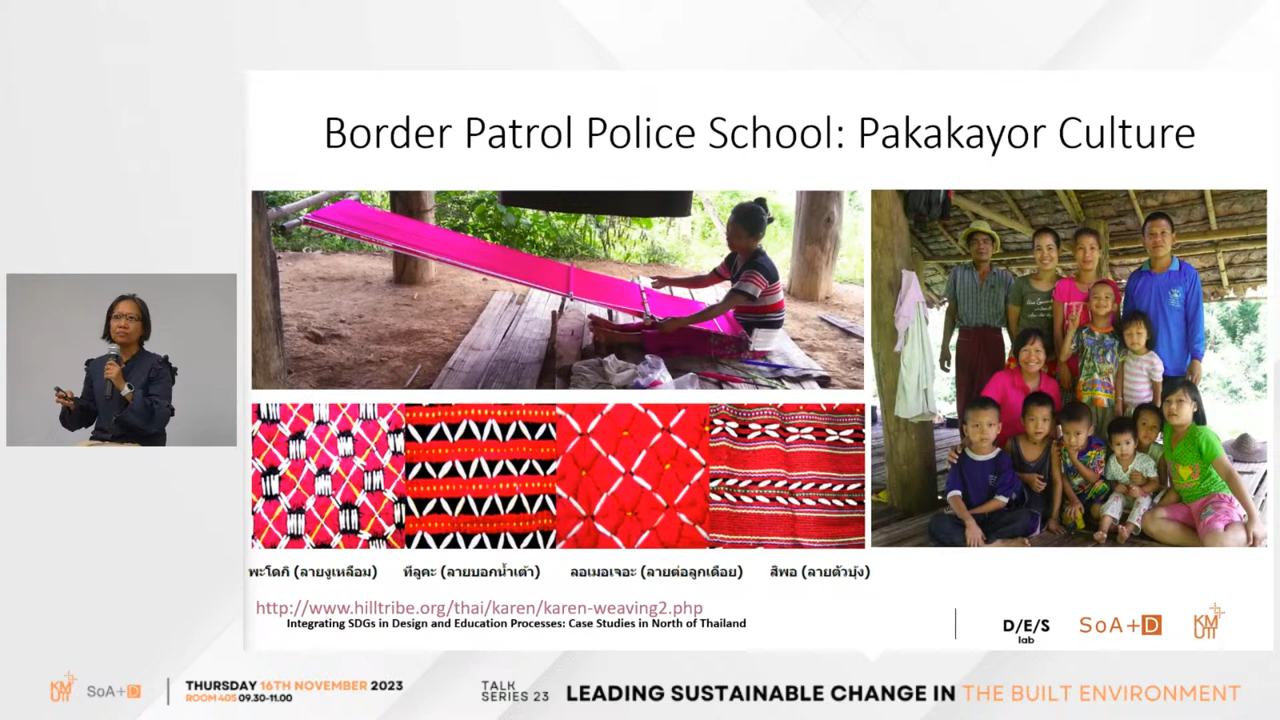 Border Patrol Police School: Pakakayor Culture
พะโดกิ (ลายงูเหลือม) ทีลูคะ (ลายบอกน้ำเต้า) ลอเมอเจอะ (ลายต่อลูกเดือย) สิพอ (ลายตัวบุ้ง)
http://www.hilltribe.org/thai/karen/karen-weaving2.php
Integrating SDGs in Design and Education Processes: Case Studies in North of Thailand
D/E/S
lab
SoA+D
KM
UTT
KM
UTT
SoA+D
THURSDAY 16TH NOVEMBER 2023
ROOM 405 09.30-11.00
TALK
SERIES 23
LEADING SUSTAINABLE CHANGE IN THE BUILT ENVIRONMENT